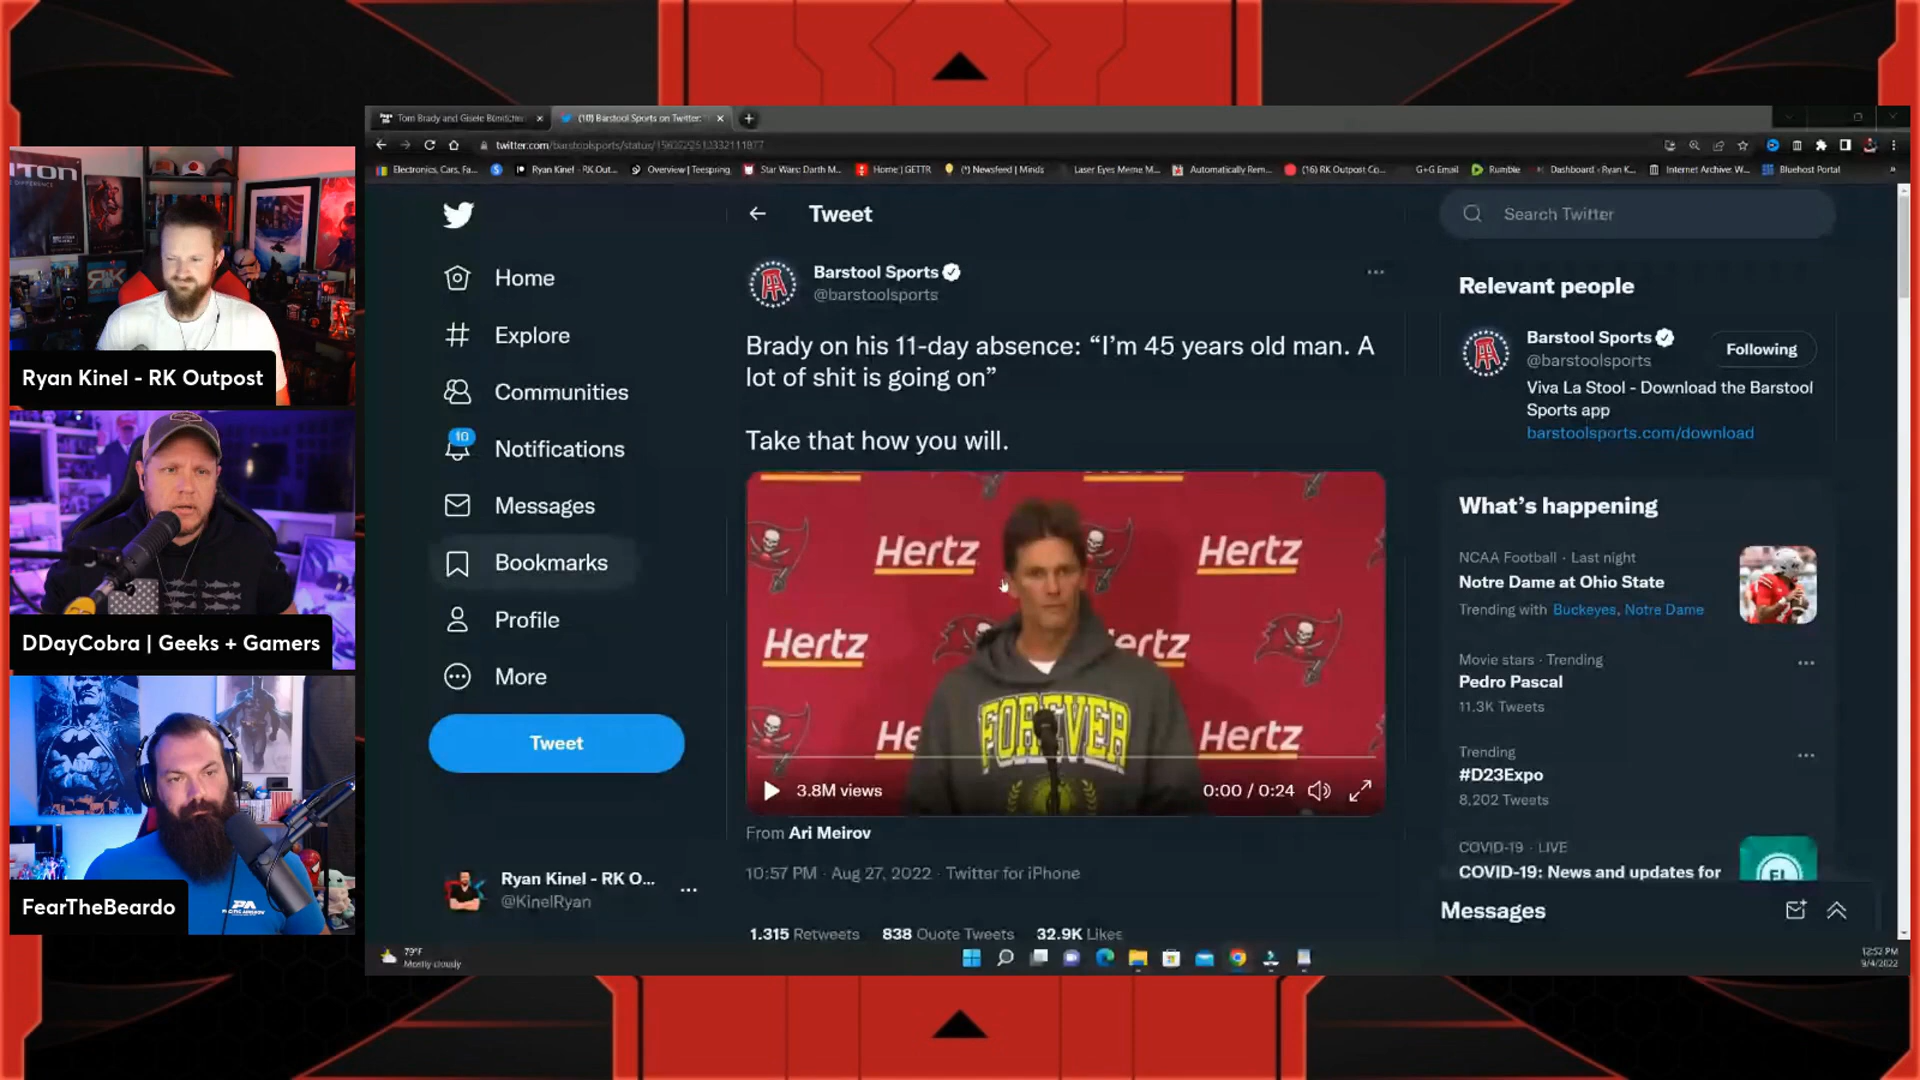 Tom Brady and Gisele Bündchen
(10) Barstool Sports on Twitter: "
twitter.com/barstoolsports/status/
Electronics, Cars, Fa...
Ryan Kinel - RK Out...
Overview | Teespring
Star Wars: Darth M...
Home | GETTR
(*) Newsfeed | Minds
Laser Eyes Meme M...
Automatically Rem...
(16) RK Outpost Co...
G+G Email
Rumble
Dashboard - Ryan K...
Internet Archive: W...
Bluehost Portal
Ryan Kinel - RK Outpost
DDayCobra | Geeks + Gamers
FearTheBeardo
Home
Explore
Communities
10
Notifications
Messages
Bookmarks
Profile
More
Tweet
Ryan Kinel - RK O...
@KinelRyan
Tweet
Barstool Sports
@barstoolsports
Brady on his 11-day absence: “I’m 45 years old man. A
lot of shit is going on”
Take that how you will.
Hertz
Hertz
Hertz
ertz
He
Hertz
FOREVER
3.8M views
0:00 / 0:24
From Ari Meirov
10:57 PM · Aug 27, 2022 · Twitter for iPhone
1,315 Retweets 838 Quote Tweets 32.9K Likes
Search Twitter
Relevant people
Barstool Sports
Following
@barstoolsports
Viva La Stool - Download the Barstool
Sports app
barstoolsports.com/download
What’s happening
NCAA Football · Last night
Notre Dame at Ohio State
Trending with Buckeyes, Notre Dame
Movie stars · Trending
Pedro Pascal
11.3K Tweets
Trending
#D23Expo
8,202 Tweets
COVID-19 · LIVE
COVID-19: News and updates for
Messages
79°F
Mostly cloudy
12:52 PM
9/4/2022